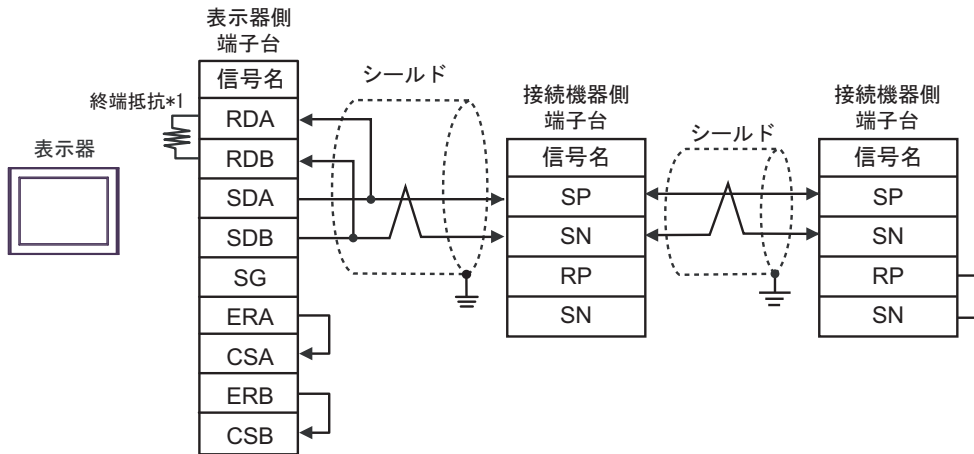 表示器
終端抵抗*1
表示器側
端子台
信号名
RDA
RDB
SDA
SDB
SG
ERA
CSA
ERB
CSB
シールド
接続機器側
端子台
信号名
SP
SN
RP
SN
シールド
接続機器側
端子台
信号名
SP
SN
RP
SN